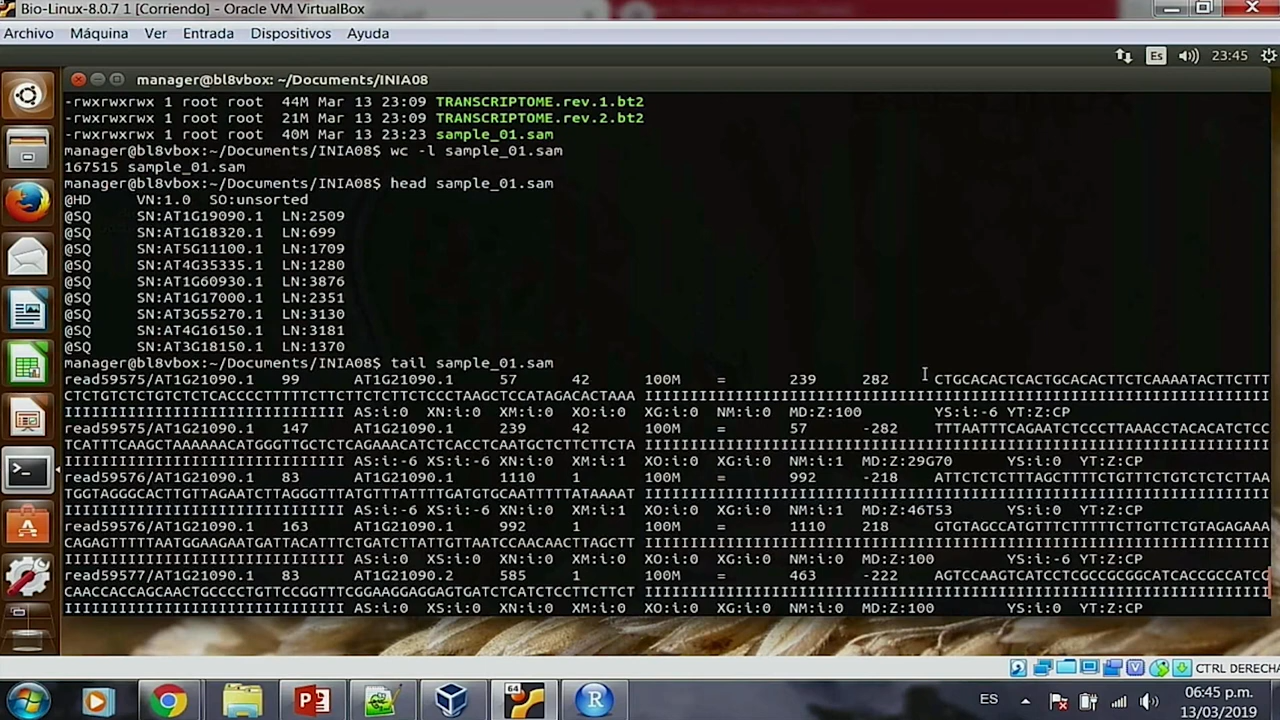 Bio-Linux-8.0.7 1 [Corriendo] - Oracle VM VirtualBox
Archivo Máquina Ver Entrada Dispositivos Ayuda
Es 23:45
manager@bl8vbox: ~/Documents/INIA08
-rwxrwxrwx 1 root root 44M Mar 13 23:09 TRANSCRIPTOME.rev.1.bt2
-rwxrwxrwx 1 root root 21M Mar 13 23:09 TRANSCRIPTOME.rev.2.bt2
-rwxrwxrwx 1 root root 40M Mar 13 23:23 sample_01.sam
manager@bl8vbox:~/Documents/INIA08$ wc -l sample_01.sam
167515 sample_01.sam
manager@bl8vbox:~/Documents/INIA08$ head sample_01.sam
@HD VN:1.0 SO:unsorted
@SQ SN:AT1G19090.1 LN:2509
@SQ SN:AT1G18320.1 LN:699
@SQ SN:AT5G11100.1 LN:1709
@SQ SN:AT4G35335.1 LN:1280
@SQ SN:AT1G60930.1 LN:3876
@SQ SN:AT1G17000.1 LN:2351
@SQ SN:AT3G55270.1 LN:3130
@SQ SN:AT4G16150.1 LN:3181
@SQ SN:AT3G18150.1 LN:1370
manager@bl8vbox:~/Documents/INIA08$ tail sample_01.sam
read59575/AT1G21090.1 99 AT1G21090.1 57 42 100M = 239 282 CTGCACACTCACTGCACACTTCTCAAAATACTTCTTT
CTCTGTCTCTGTCTCTCACCCCTTTTTCTTCTTCTCTTCTCCCTAAGCTCCATAGACACTAAA IIIIIIIIIIIIIIIIIIIIIIIIIIIIIIIIIIIIIIIIIIIIIIIIIIIIIIIIIIIIIIIIIIIII
IIIIIIIIIIIIIIIIIIIIIIIIIIIIIII AS:i:0 XN:i:0 XM:i:0 XO:i:0 XG:i:0 NM:i:0 MD:Z:100 YS:i:-6 YT:Z:CP
read59575/AT1G21090.1 147 AT1G21090.1 239 42 100M = 57 -282 TTTAATTTCAGAATCTCCCTTAAACCTACACATCTCC
TCATTTCAAGCTAAAAAACATGGGTTGCTCTCAGAAACATCTCACCTCAATGCTCTTCTTCTA IIIIIIIIIIIIIIIIIIIIIIIIIIIIIIIIIIIIIIIIIIIIIIIIIIIIIIIIIIIIIIIIIIIII
IIIIIIIIIIIIIIIIIIIIIIIIIIIIIII AS:i:-6 XS:i:-6 XN:i:0 XM:i:1 XO:i:0 XG:i:0 NM:i:1 MD:Z:29G70 YS:i:0 YT:Z:CP
read59576/AT1G21090.1 83 AT1G21090.1 1110 1 100M = 992 -218 ATTCTCTCTTTAGCTTTTCTGTTTCTGTCTCTCTTAA
TGGTAGGGCACTTGTTAGAATCTTAGGGTTTATGTTTATTTTGATGTGCAATTTTTATAAAAT IIIIIIIIIIIIIIIIIIIIIIIIIIIIIIIIIIIIIIIIIIIIIIIIIIIIIIIIIIIIIIIIIIIII
IIIIIIIIIIIIIIIIIIIIIIIIIIIIIII AS:i:-6 XS:i:-6 XN:i:0 XM:i:1 XO:i:0 XG:i:0 NM:i:1 MD:Z:46T53 YS:i:0 YT:Z:CP
read59576/AT1G21090.1 163 AT1G21090.1 992 1 100M = 1110 218 GTGTAGCCATGTTTCTTTTTCTTGTTCTGTAGAGAAA
CAGAGTTTTTAATGGAAGAATGATTACATTTCTGATCTTATTGTTAATCCAACAACTTAGCTT IIIIIIIIIIIIIIIIIIIIIIIIIIIIIIIIIIIIIIIIIIIIIIIIIIIIIIIIIIIIIIIIIIIII
IIIIIIIIIIIIIIIIIIIIIIIIIIIIIII AS:i:0 XS:i:0 XN:i:0 XM:i:0 XO:i:0 XG:i:0 NM:i:0 MD:Z:100 YS:i:-6 YT:Z:CP
read59577/AT1G21090.1 83 AT1G21090.2 585 1 100M = 463 -222 AGTCCAAGTCATCCTCGCCGCGGCATCACCGCCATCG
CAACCACCAGCAACTGCCCCTGTTCCGGTTTCGGAAGGAGGAGTGATCTCATCTCCTTCTTCT IIIIIIIIIIIIIIIIIIIIIIIIIIIIIIIIIIIIIIIIIIIIIIIIIIIIIIIIIIIIIIIIIIIII
IIIIIIIIIIIIIIIIIIIIIIIIIIIIIII AS:i:0 XS:i:0 XN:i:0 XM:i:0 XO:i:0 XG:i:0 NM:i:0 MD:Z:100 YS:i:0 YT:Z:CP
CTRL DERECHA
64
ES 06:45 p.m.
13/03/2019